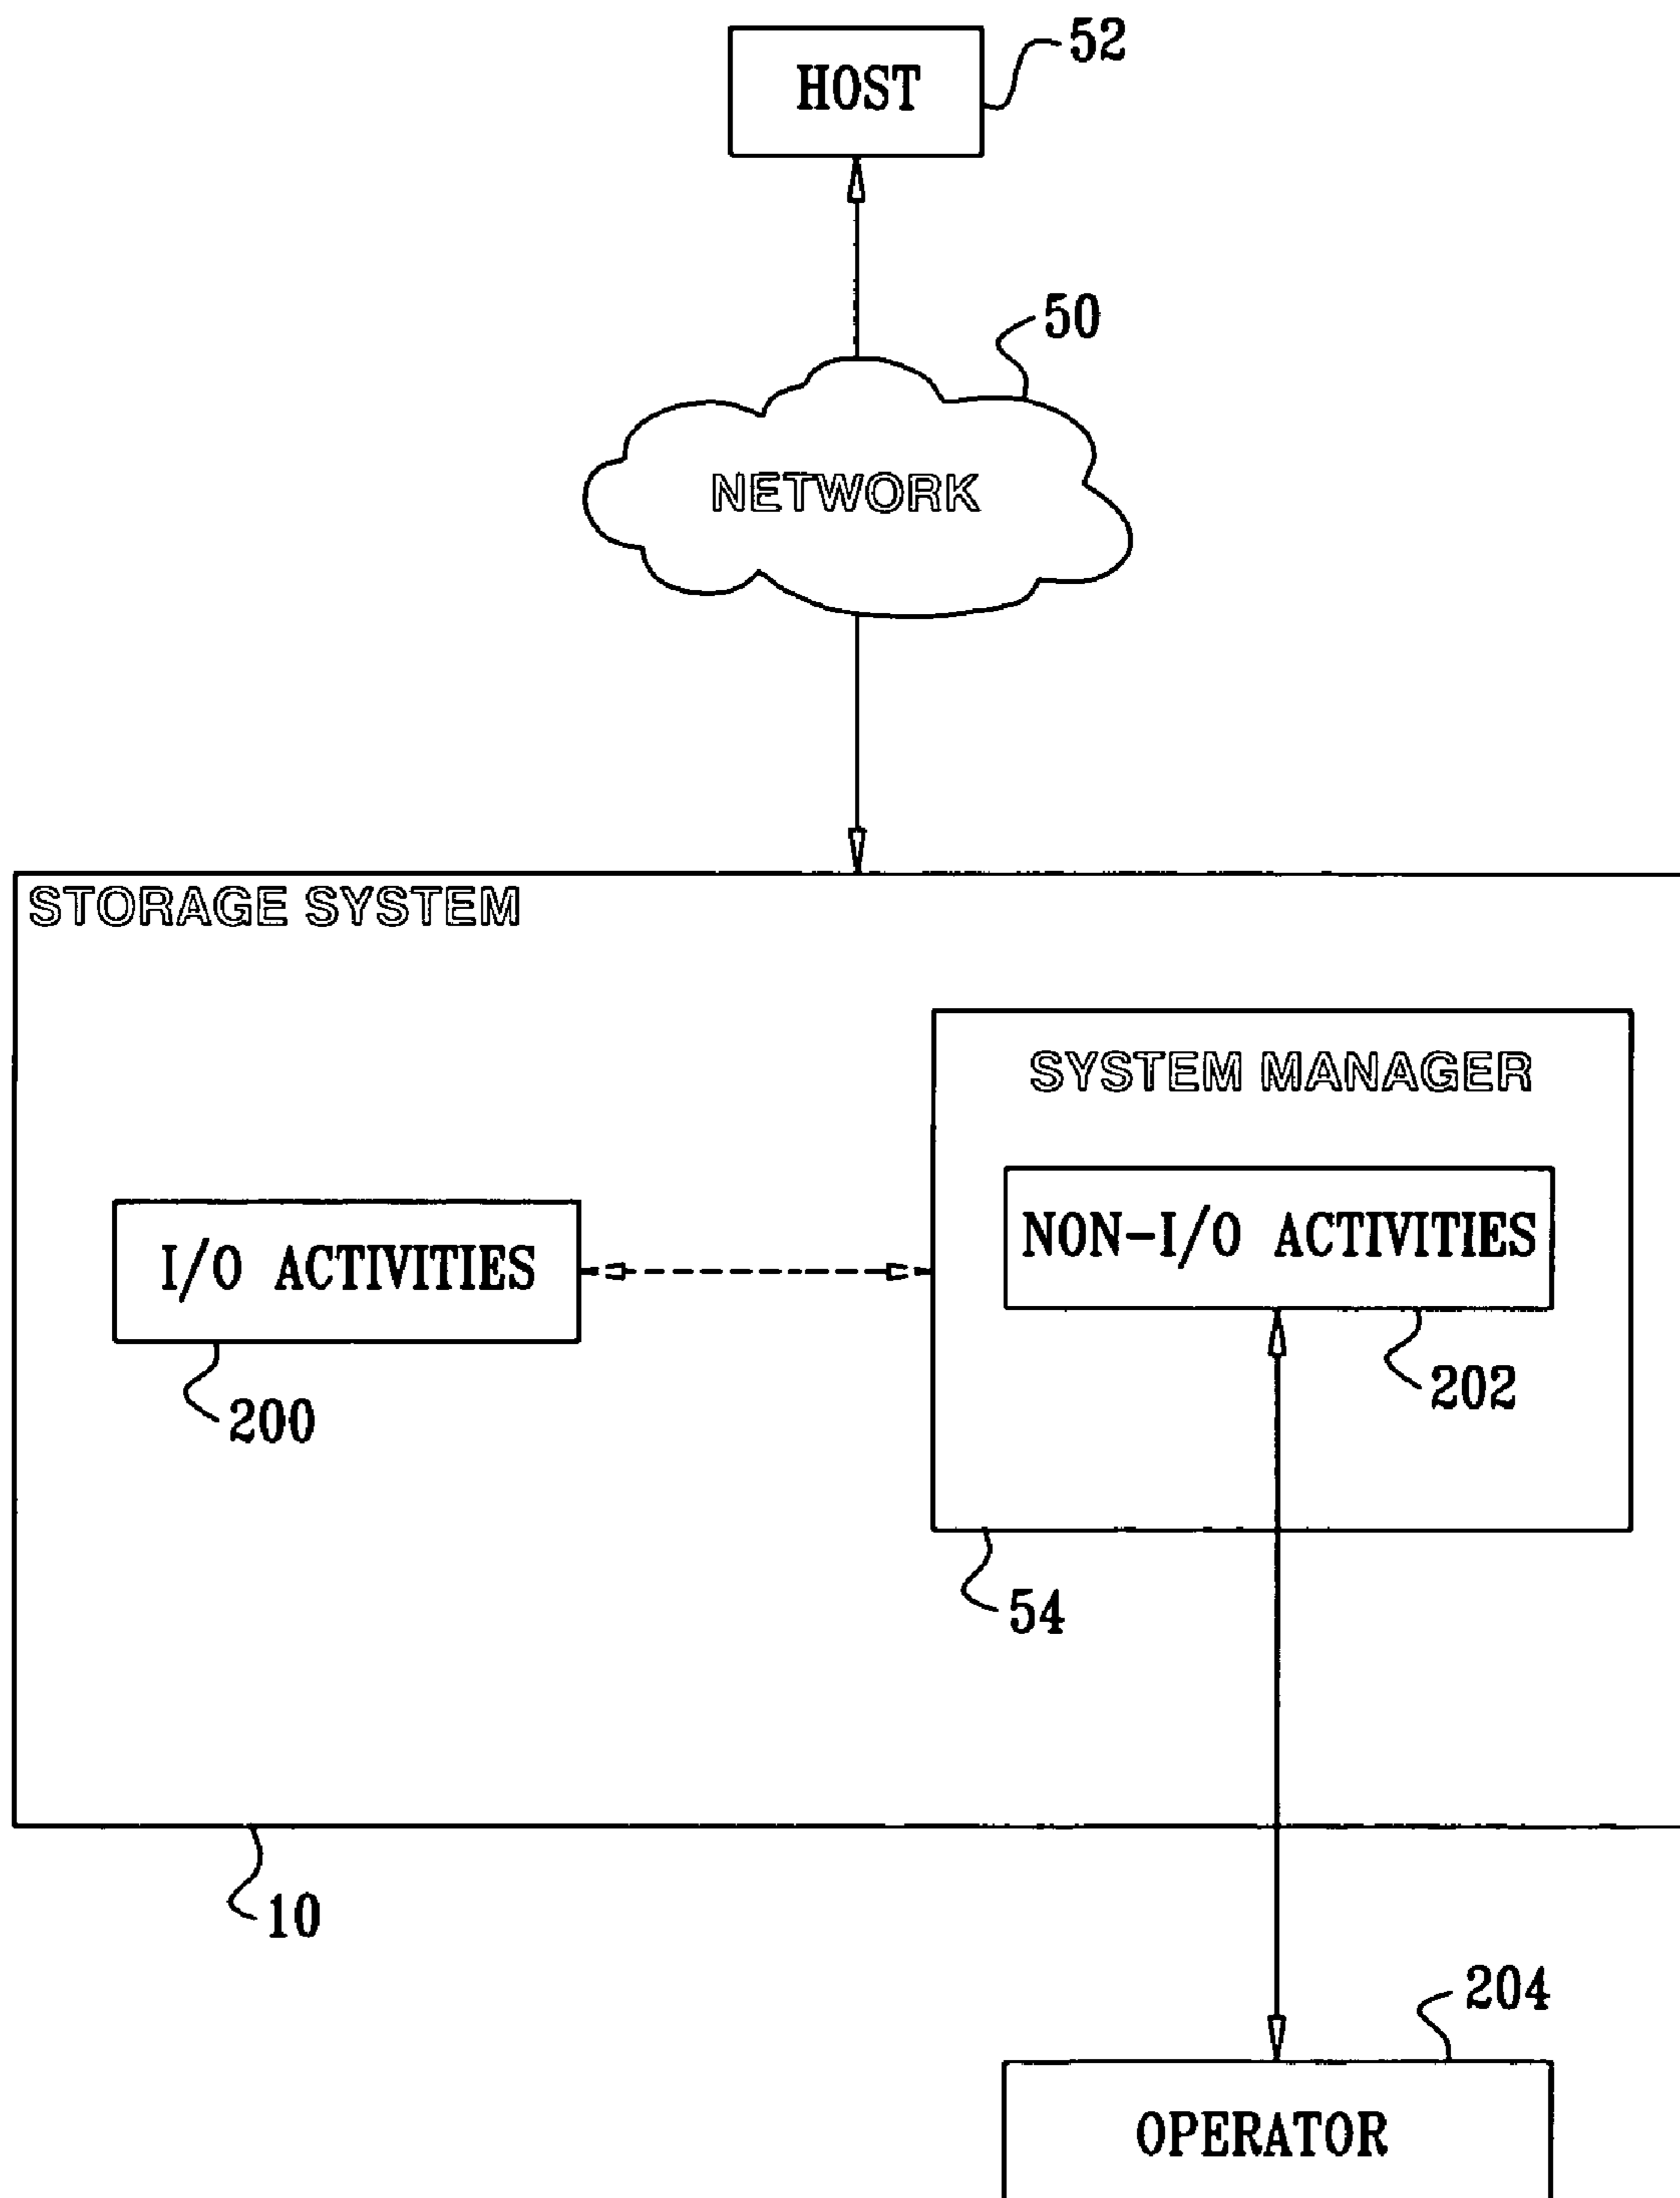 HOST
52
50
NETWORK
STORAGE SYSTEM
SYSTEM MANAGER
NON-I/O ACTIVITIES
I/O ACTIVITIES
202
200
54
10
204
OPERATOR